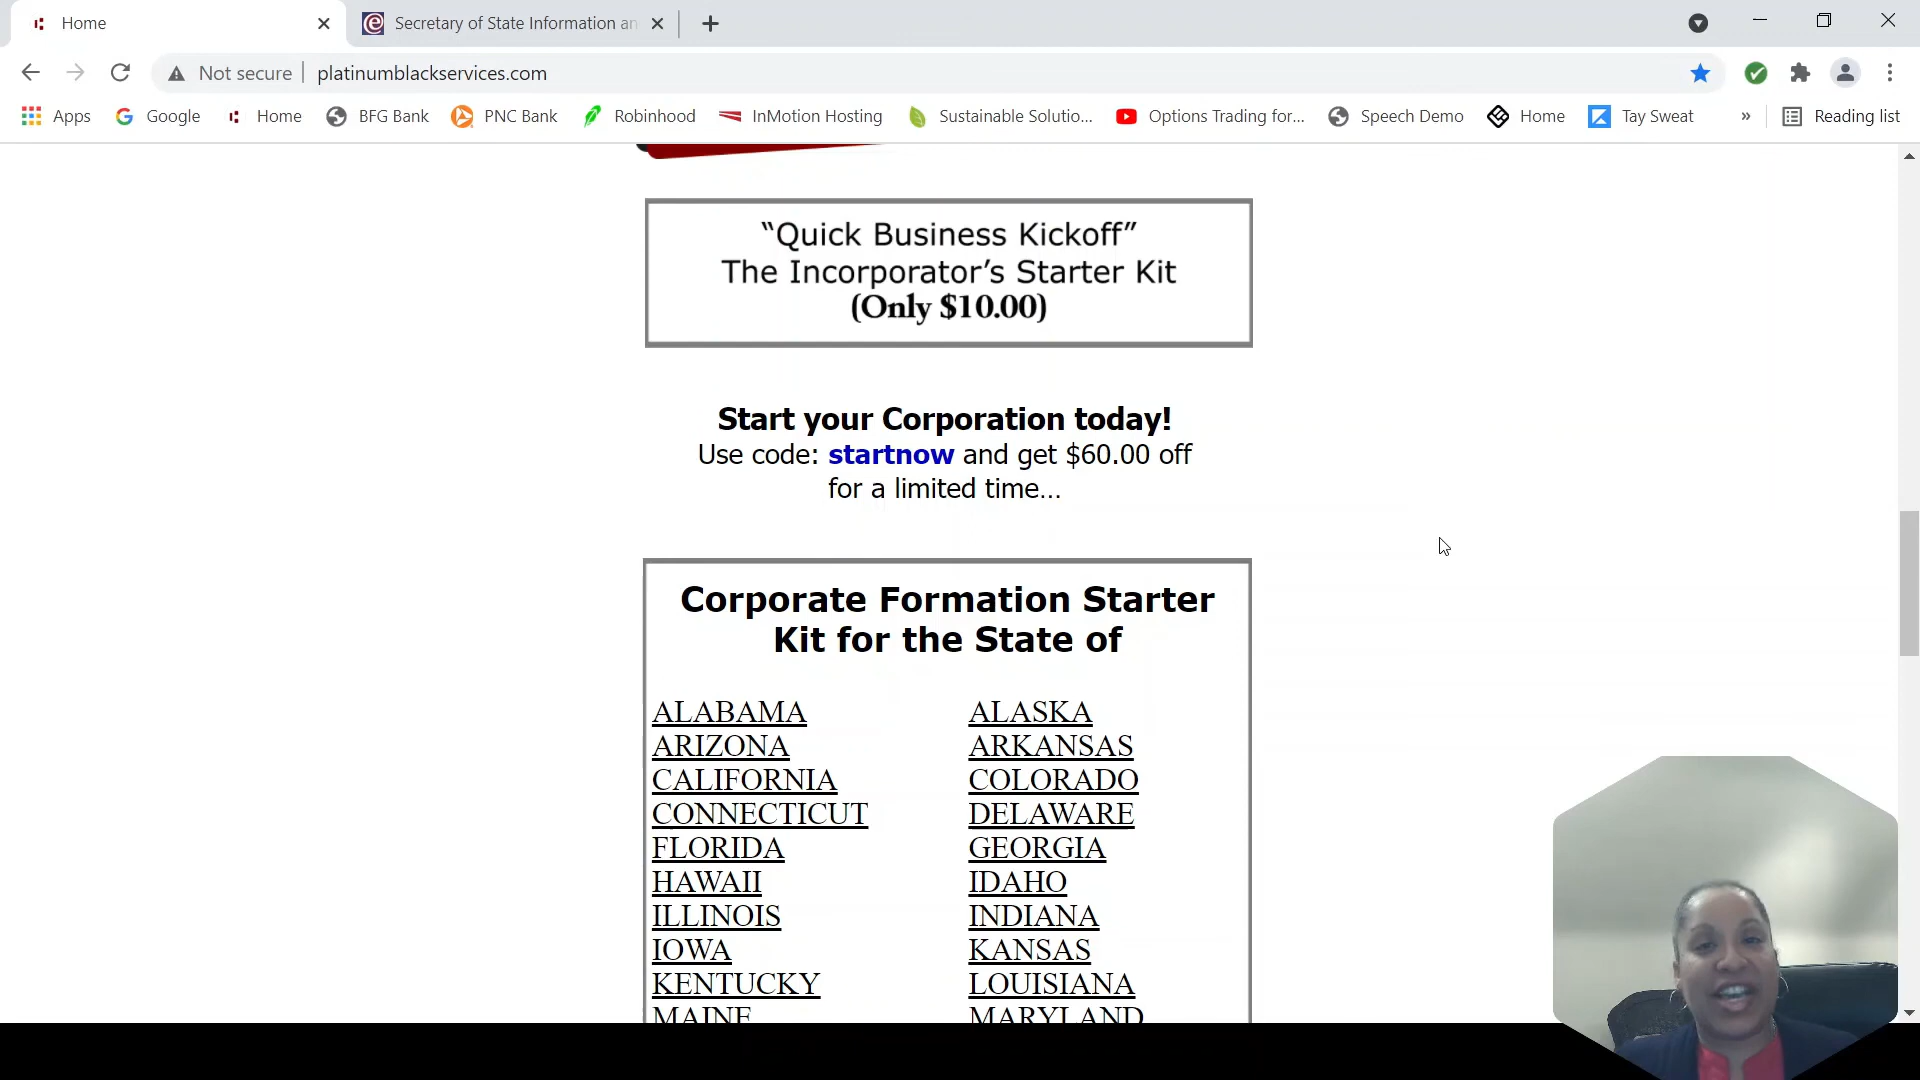 Home
Secretary of State Information an
Not secure
platinumblackservices.com
Apps
Google
Home
BFG Bank
PNC Bank
Robinhood
InMotion Hosting
Sustainable Solutio...
Options Trading for...
Speech Demo
Home
Tay Sweat
»
Reading list
“Quick Business Kickoff”
The Incorporator’s Starter Kit
(Only $10.00)
Start your Corporation today!
Use code: startnow and get $60.00 off
for a limited time...
Corporate Formation Starter
Kit for the State of
ALABAMA
ALASKA
ARIZONA
ARKANSAS
CALIFORNIA
COLORADO
CONNECTICUT
DELAWARE
FLORIDA
GEORGIA
HAWAII
IDAHO
ILLINOIS
INDIANA
IOWA
KANSAS
KENTUCKY
LOUISIANA
MAINE
MARYLAND